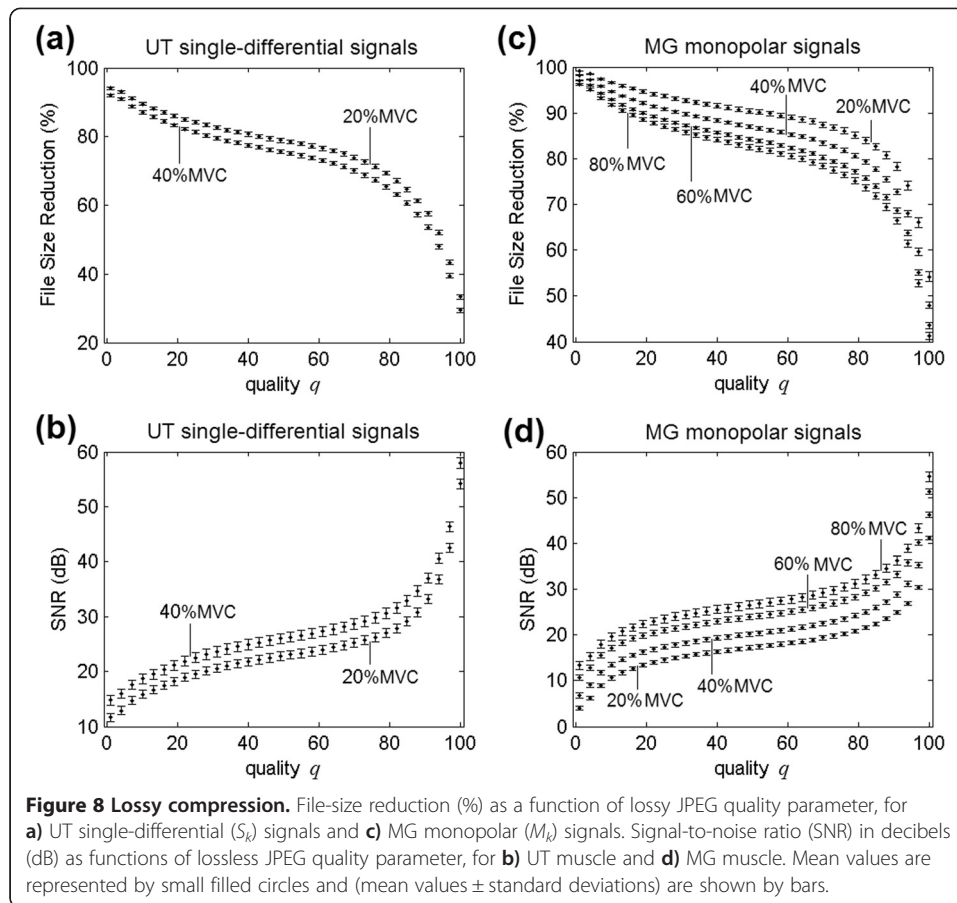 (a)
UT single-differential signals
File Size Reduction (%)
100
80
60
40
20
20%MVC
40%MVC
0 20 40 60 80 100
quality q
(c)
MG monopolar signals
File Size Reduction (%)
100
90
80
70
60
50
40
40%MVC
20%MVC
80%MVC
60%MVC
0 20 40 60 80 100
quality q
(b)
UT single-differential signals
SNR (dB)
60
50
40
30
20
10
40%MVC
20%MVC
0 20 40 60 80 100
quality q
(d)
MG monopolar signals
SNR (dB)
60
50
40
30
20
10
0
80%MVC
60%MVC
20%MVC
40%MVC
0 20 40 60 80 100
quality q
Figure 8 Lossy compression. File-size reduction (%) as a function of lossy JPEG quality parameter, for
a) UT single-differential (Sk) signals and c) MG monopolar (Mk) signals. Signal-to-noise ratio (SNR) in decibels
(dB) as functions of lossless JPEG quality parameter, for b) UT muscle and d) MG muscle. Mean values are
represented by small filled circles and (mean values ± standard deviations) are shown by bars.